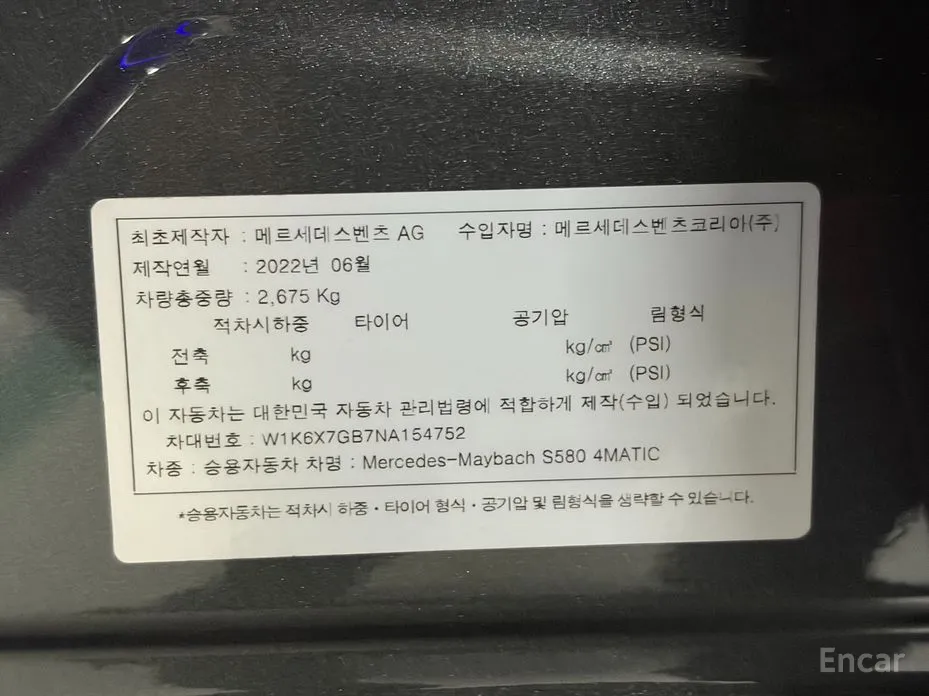 최초제작자 : 메르세데스벤츠 AG 수입자명 : 메르세데스벤츠코리아(주)
제작연월 : 2022년 06월
차량총중량 : 2,675 Kg
적차시하중 타이어 공기압 림형식
전축 kg kg/㎠ (PSI)
후축 kg kg/㎠ (PSI)
이 자동차는 대한민국 자동차 관리법령에 적합하게 제작(수입) 되었습니다.
차대번호 : W1K6X7GB7NA154752
차종 : 승용자동차 차명 : Mercedes-Maybach S580 4MATIC
*승용자동차는 적차시 하중·타이어 형식·공기압 및 림형식을 생략할 수 있습니다.
Encar